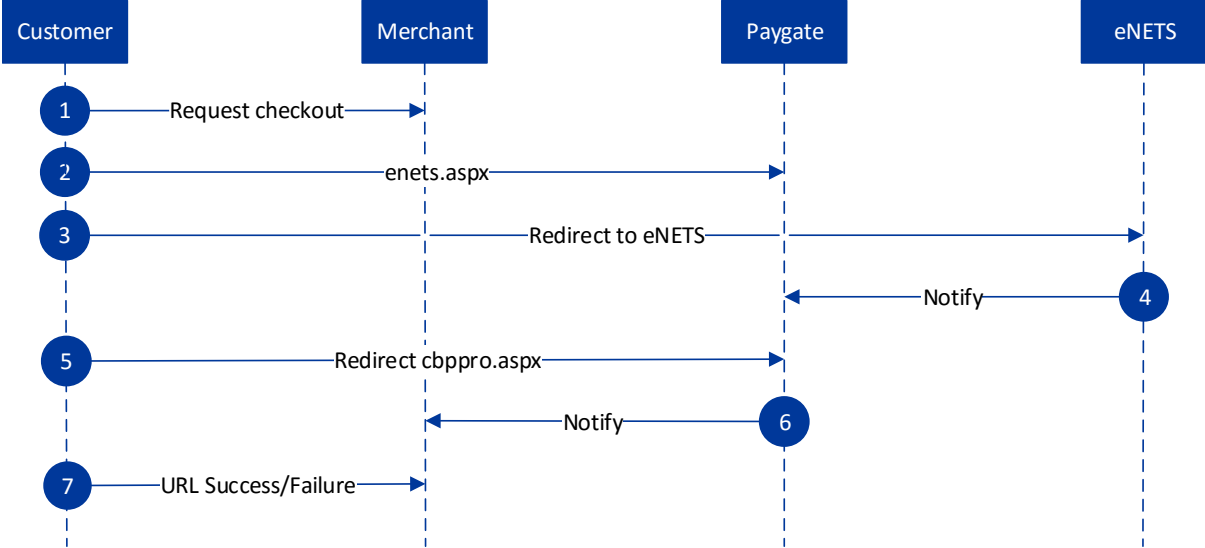 Customer
Merchant
Paygate
eNETS
1
Request checkout
2
enets.aspx
3
Redirect to eNETS
Notify
4
5
Redirect cbppro.aspx
Notify
6
7
URL Success/Failure